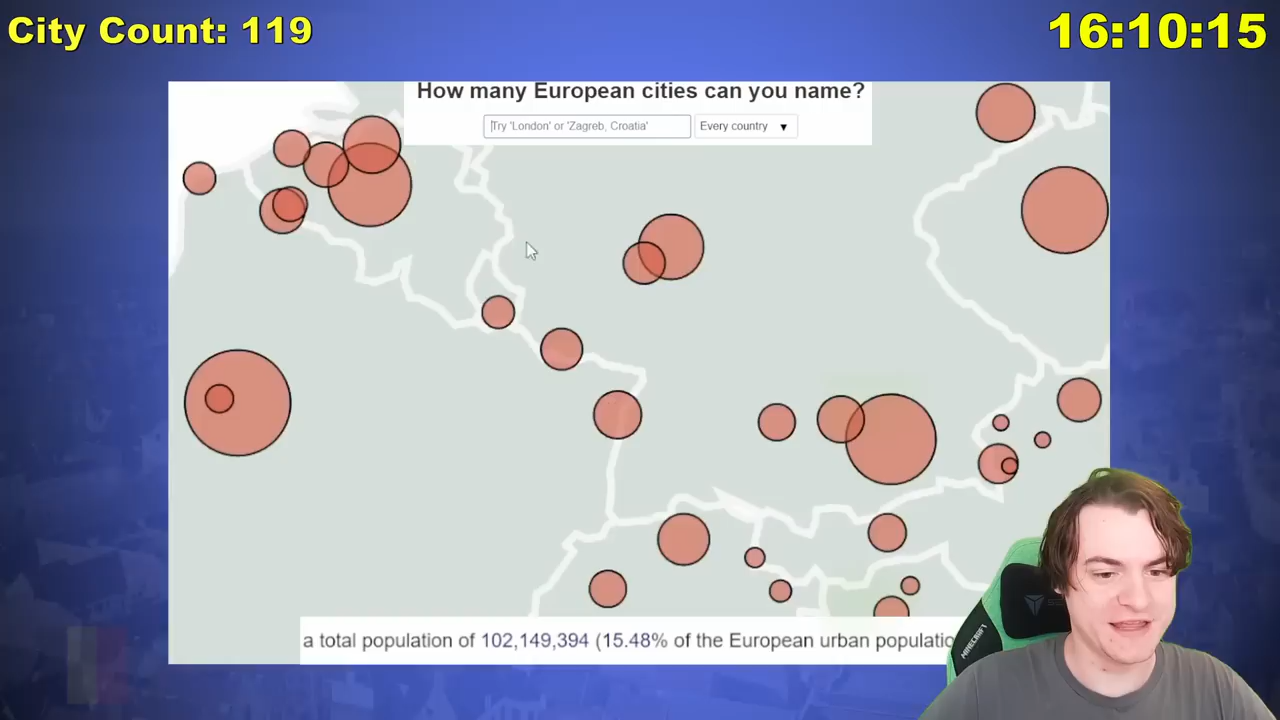 City Count: 119
16:10:15
How many European cities can you name?
Try 'London' or 'Zagreb, Croatia'
Every country ▼
a total population of 102,149,394 (15.48% of the European urban populatio
MINECRAFT